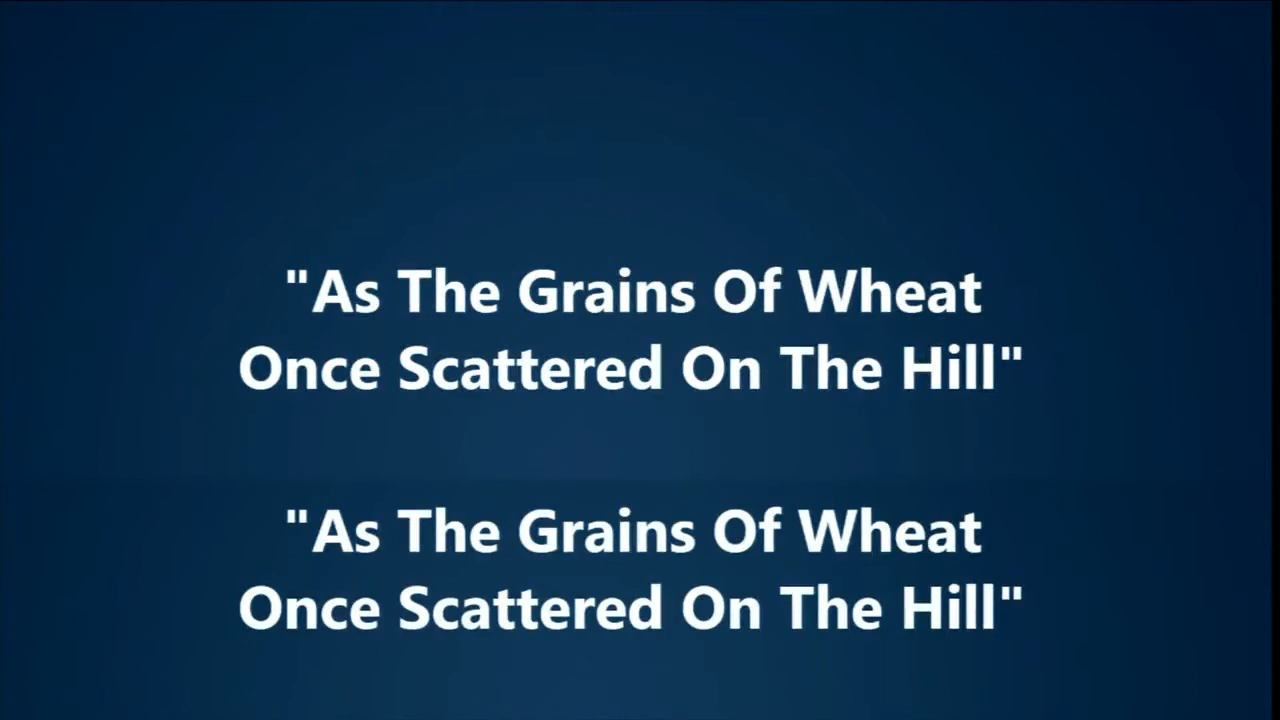 "As The Grains Of Wheat
Once Scattered On The Hill"
"As The Grains Of Wheat
Once Scattered On The Hill"